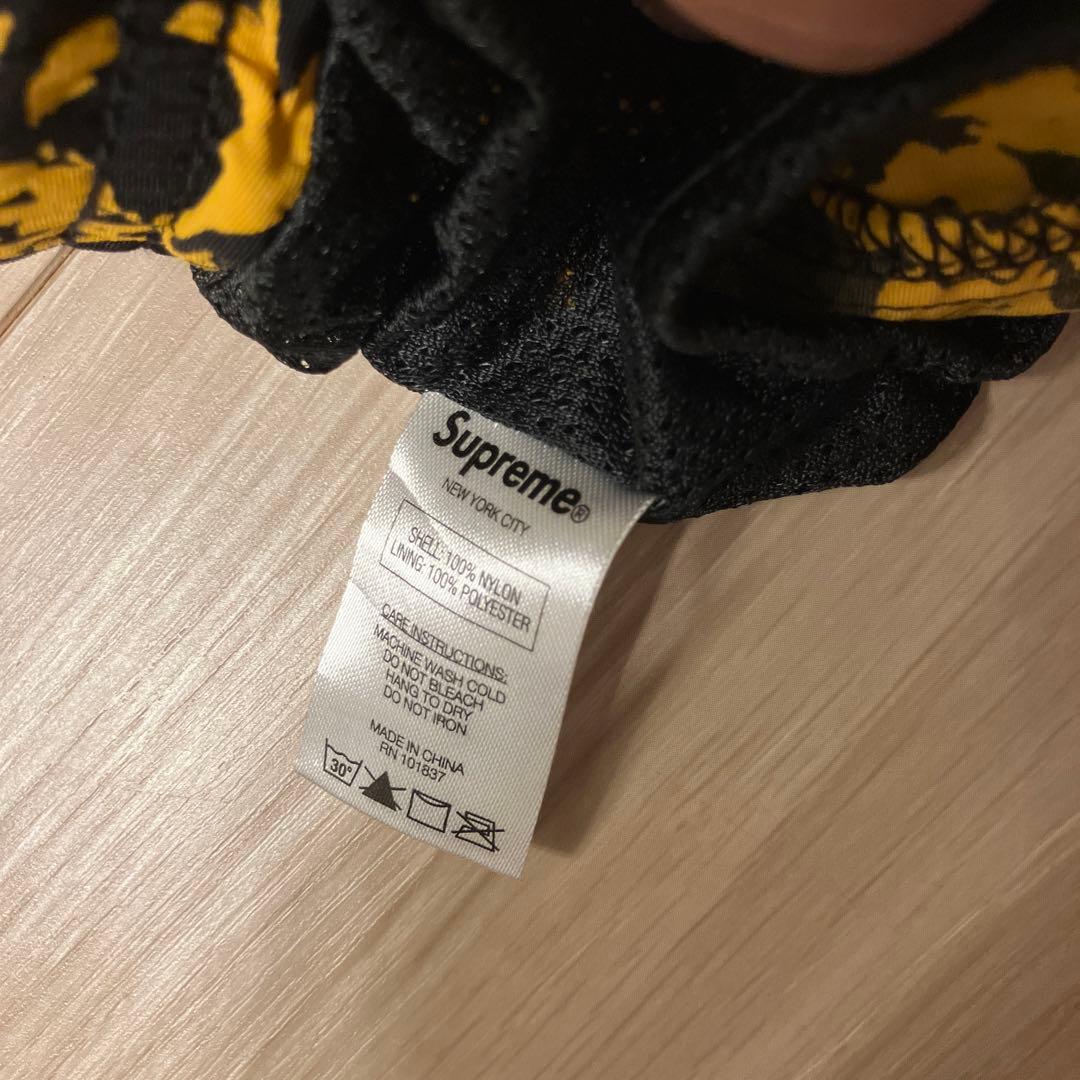 Supreme®
NEW YORK CITY
SHELL: 100% NYLON
LINING: 100% POLYESTER
CARE INSTRUCTIONS:
MACHINE WASH COLD
DO NOT BLEACH
HANG TO DRY
DO NOT IRON
MADE IN CHINA
RN 101837
30°